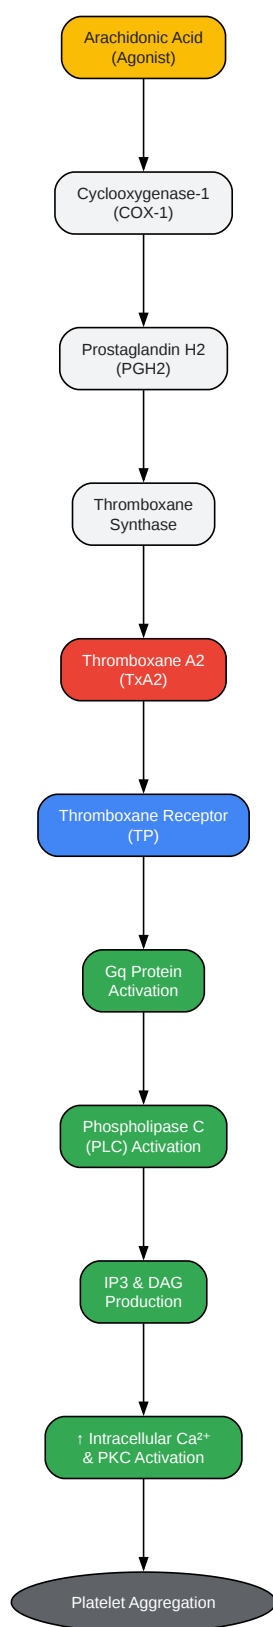 Arachidonic Acid
(Agonist)
Cyclooxygenase-1
(COX-1)
Prostaglandin H2
(PGH2)
Thromboxane
Synthase
Thromboxane A2
(TxA2)
Thromboxane Receptor
(TP)
Gq Protein
Activation
Phospholipase C
(PLC) Activation
IP3 & DAG
Production
↑ Intracellular Ca²⁺
& PKC Activation
Platelet Aggregation